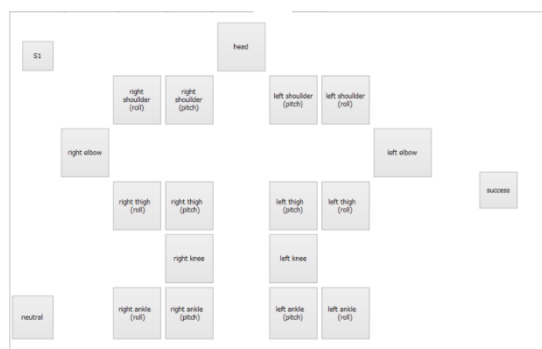 head
S1
right
shoulder
(roll)
right
shoulder
(pitch)
left shoulder
(pitch)
left shoulder
(roll)
right elbow
left elbow
right thigh
(roll)
right thigh
(pitch)
left thigh
(pitch)
left thigh
(roll)
success
right knee
left knee
neutral
right ankle
(roll)
right ankle
(pitch)
left ankle
(pitch)
left ankle
(roll)